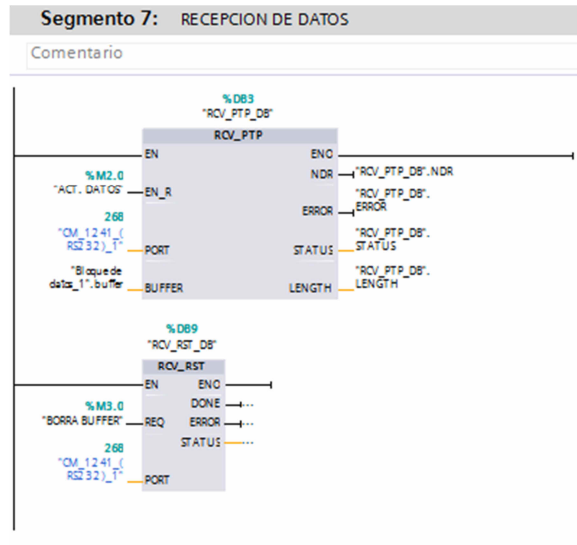 Segmento 7: RECEPCION DE DATOS
Comentario
%DB3
"RCV_PTP_DB"
RCV_PTP
EN
ENO
NDR
"RCV_PTP_DB".NDR
%M2.0
"ACT. DATOS"
EN_R
"RCV_PTP_DB".
ERROR
ERROR
268
"CM_1241_(
RS232)_1"
PORT
STATUS
"RCV_PTP_DB".
STATUS
"Bloque de
datos_1".buffer
BUFFER
LENGTH
"RCV_PTP_DB".
LENGTH
%DB9
"RCV_RST_DB"
RCV_RST
EN
ENO
DONE
...
%M3.0
"BORRA BUFFER"
REQ
ERROR
...
STATUS
...
268
"CM_1241_(
RS232)_1"
PORT